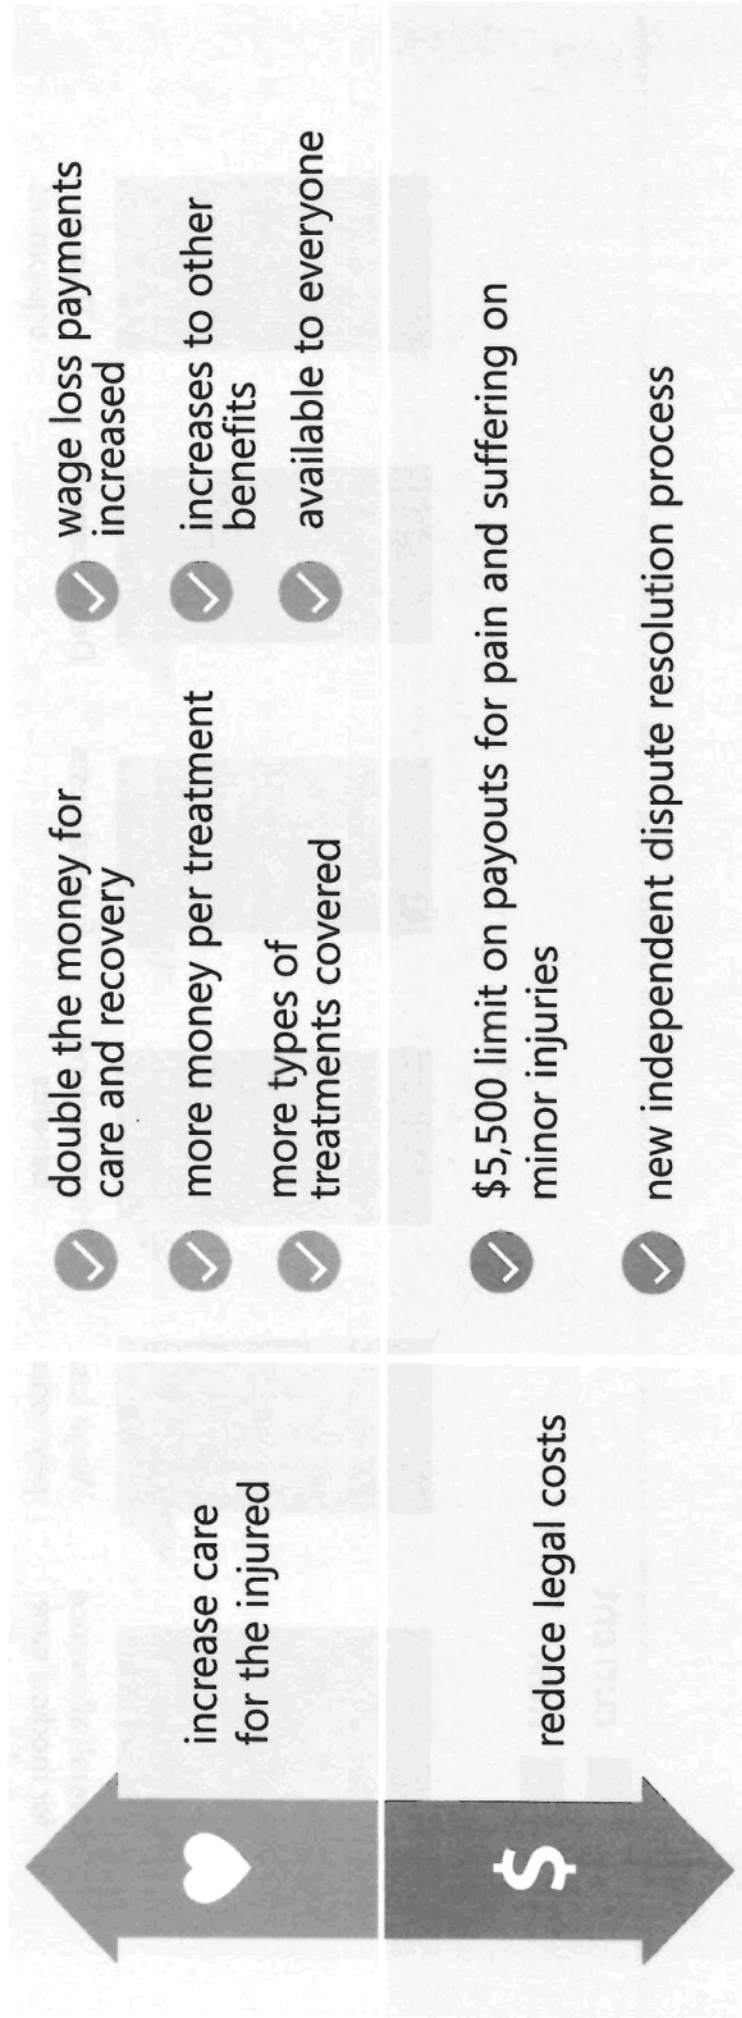 increase care
for the injured
double the money for
care and recovery
more money per treatment
more types of
treatments covered
wage loss payments
increased
increases to other
benefits
available to everyone
$
reduce legal costs
$5,500 limit on payouts for pain and suffering on
minor injuries
new independent dispute resolution process